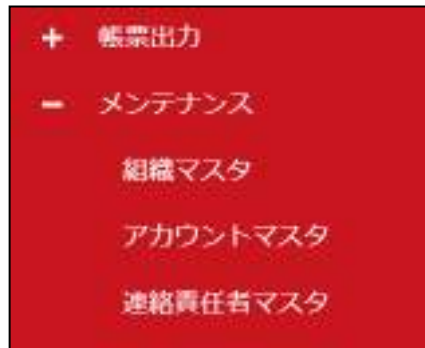 + 帳票出力
− メンテナンス
組織マスタ
アカウントマスタ
連絡責任者マスタ